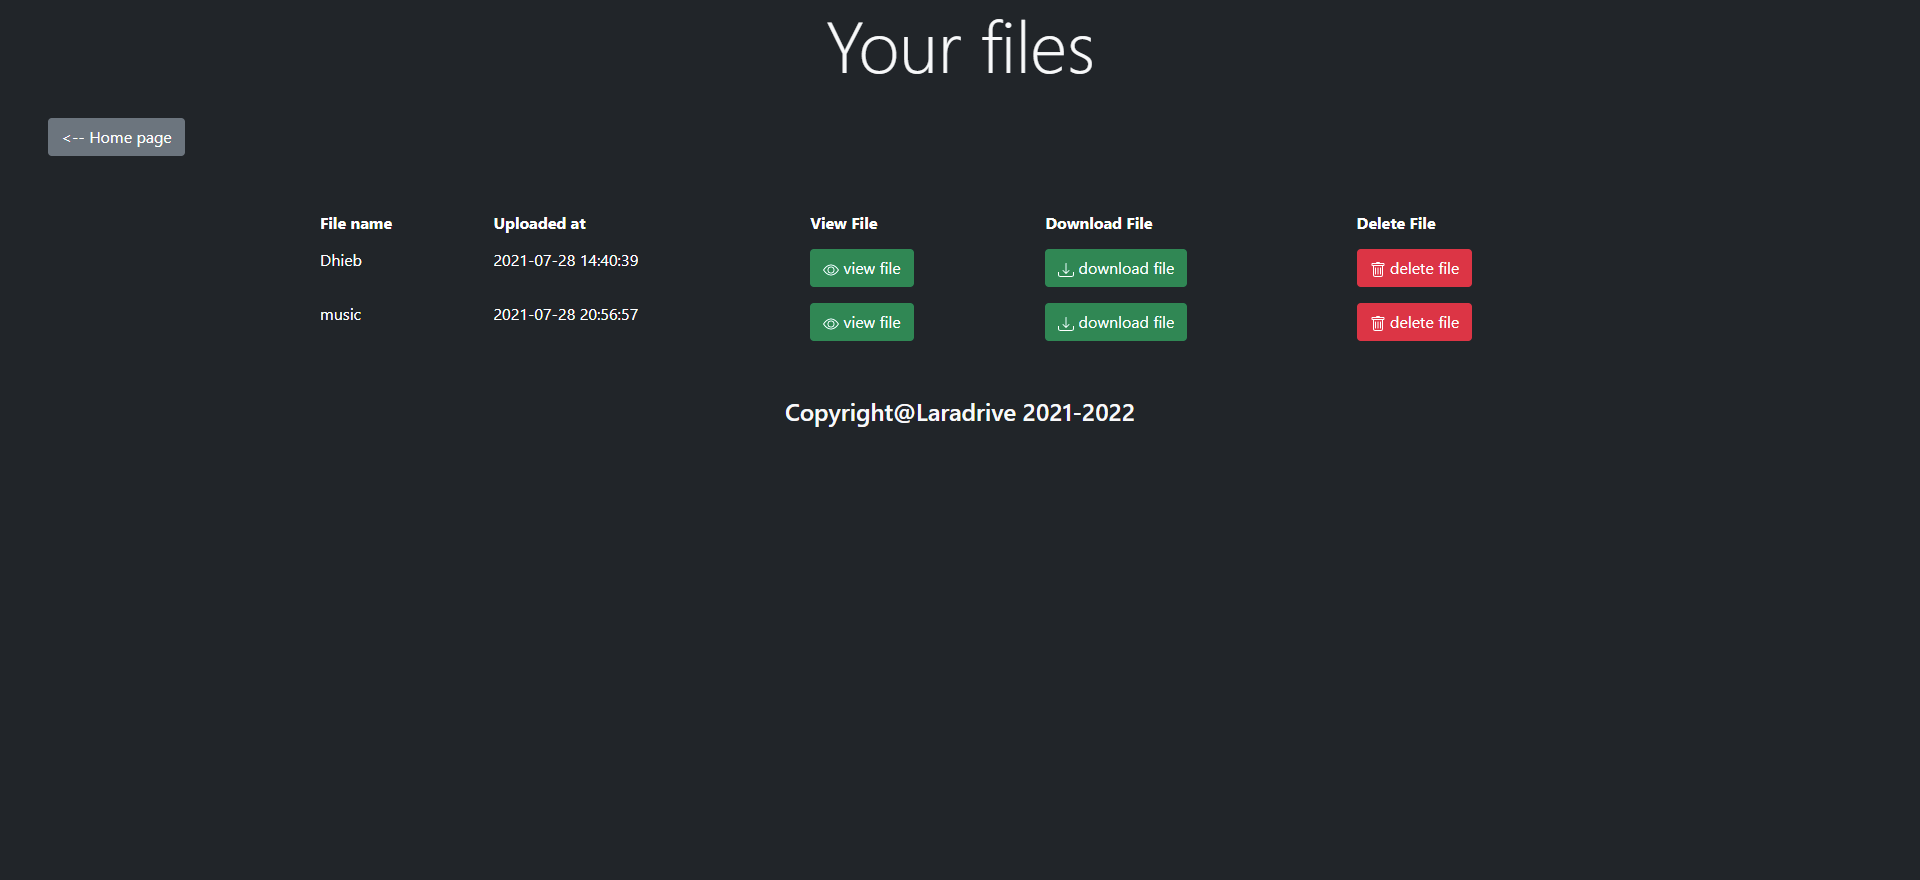 Your files
<-- Home page
File name Uploaded at View File Download File Delete File
Dhieb 2021-07-28 14:40:39 view file download file delete file
music 2021-07-28 20:56:57 view file download file delete file
Copyright@Laradrive 2021-2022